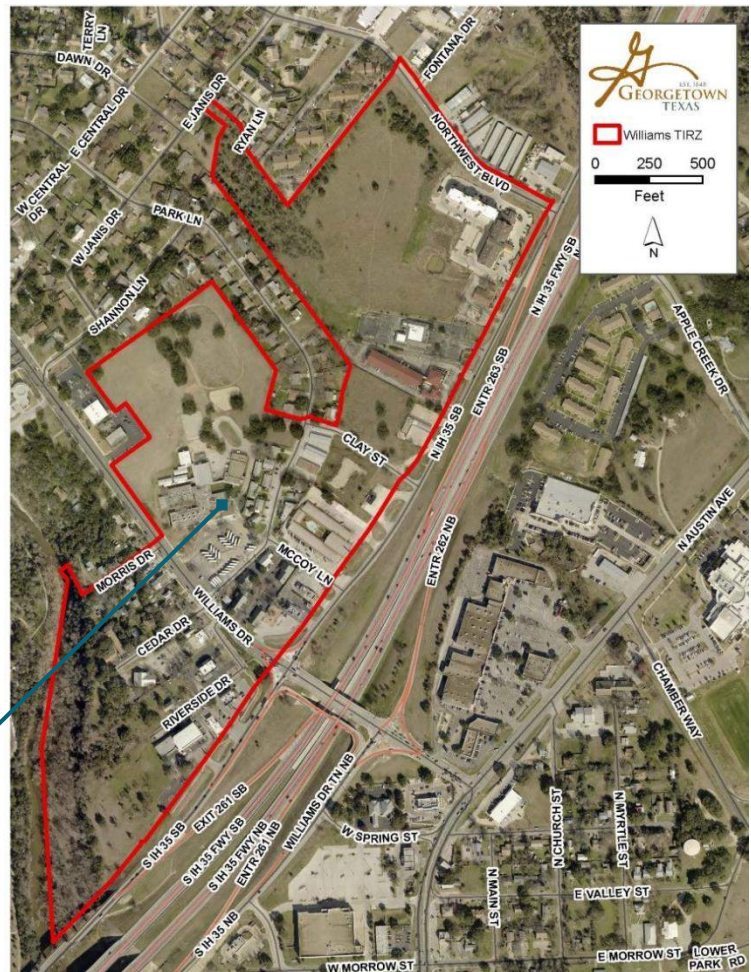 TERRY LN
DAWN DR
E CENTRAL DR
W CENTRAL DR
E JANIS DR
RYAN LN
FONTANA DR
NORTHWEST BLVD
PARK LN
W JANIS DR
SHANNON LN
EST. 1848
GEORGETOWN
TEXAS
Williams TIRZ
0 250 500
Feet
N
N IH 35 FWY SB
N
APPLE CREEK DR
ENTR 263 SB
N IH 35 SB
CLAY ST
ENTR 262 NB
N AUSTIN AVE
MCCOY LN
MORRIS DR
WILLIAMS DR
CEDAR DR
RIVERSIDE DR
CHAMBER WAY
EXIT 261 SB
S IH 35 SB
S IH 35 FWY SB
S IH 35 FWY NB
ENTR 261 NB
S IH 35 NB
WILLIAMS DR TN NB
W SPRING ST
N MAIN ST
N CHURCH ST
N MYRTLE ST
E VALLEY ST
W MORROW ST
E MORROW ST
LOWER PARK RD